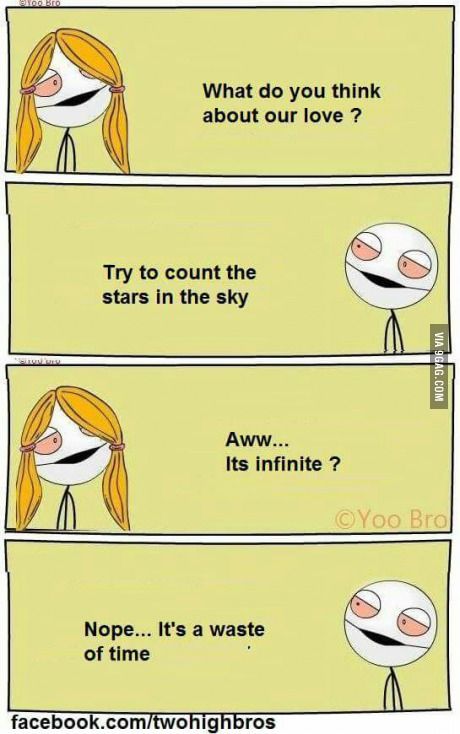 ©Yoo Bro
What do you think
about our love ?
Try to count the
stars in the sky
VIA 9GAG.COM
Aww...
Its infinite ?
©Yoo Bro
Nope... It's a waste
of time
facebook.com/twohighbros